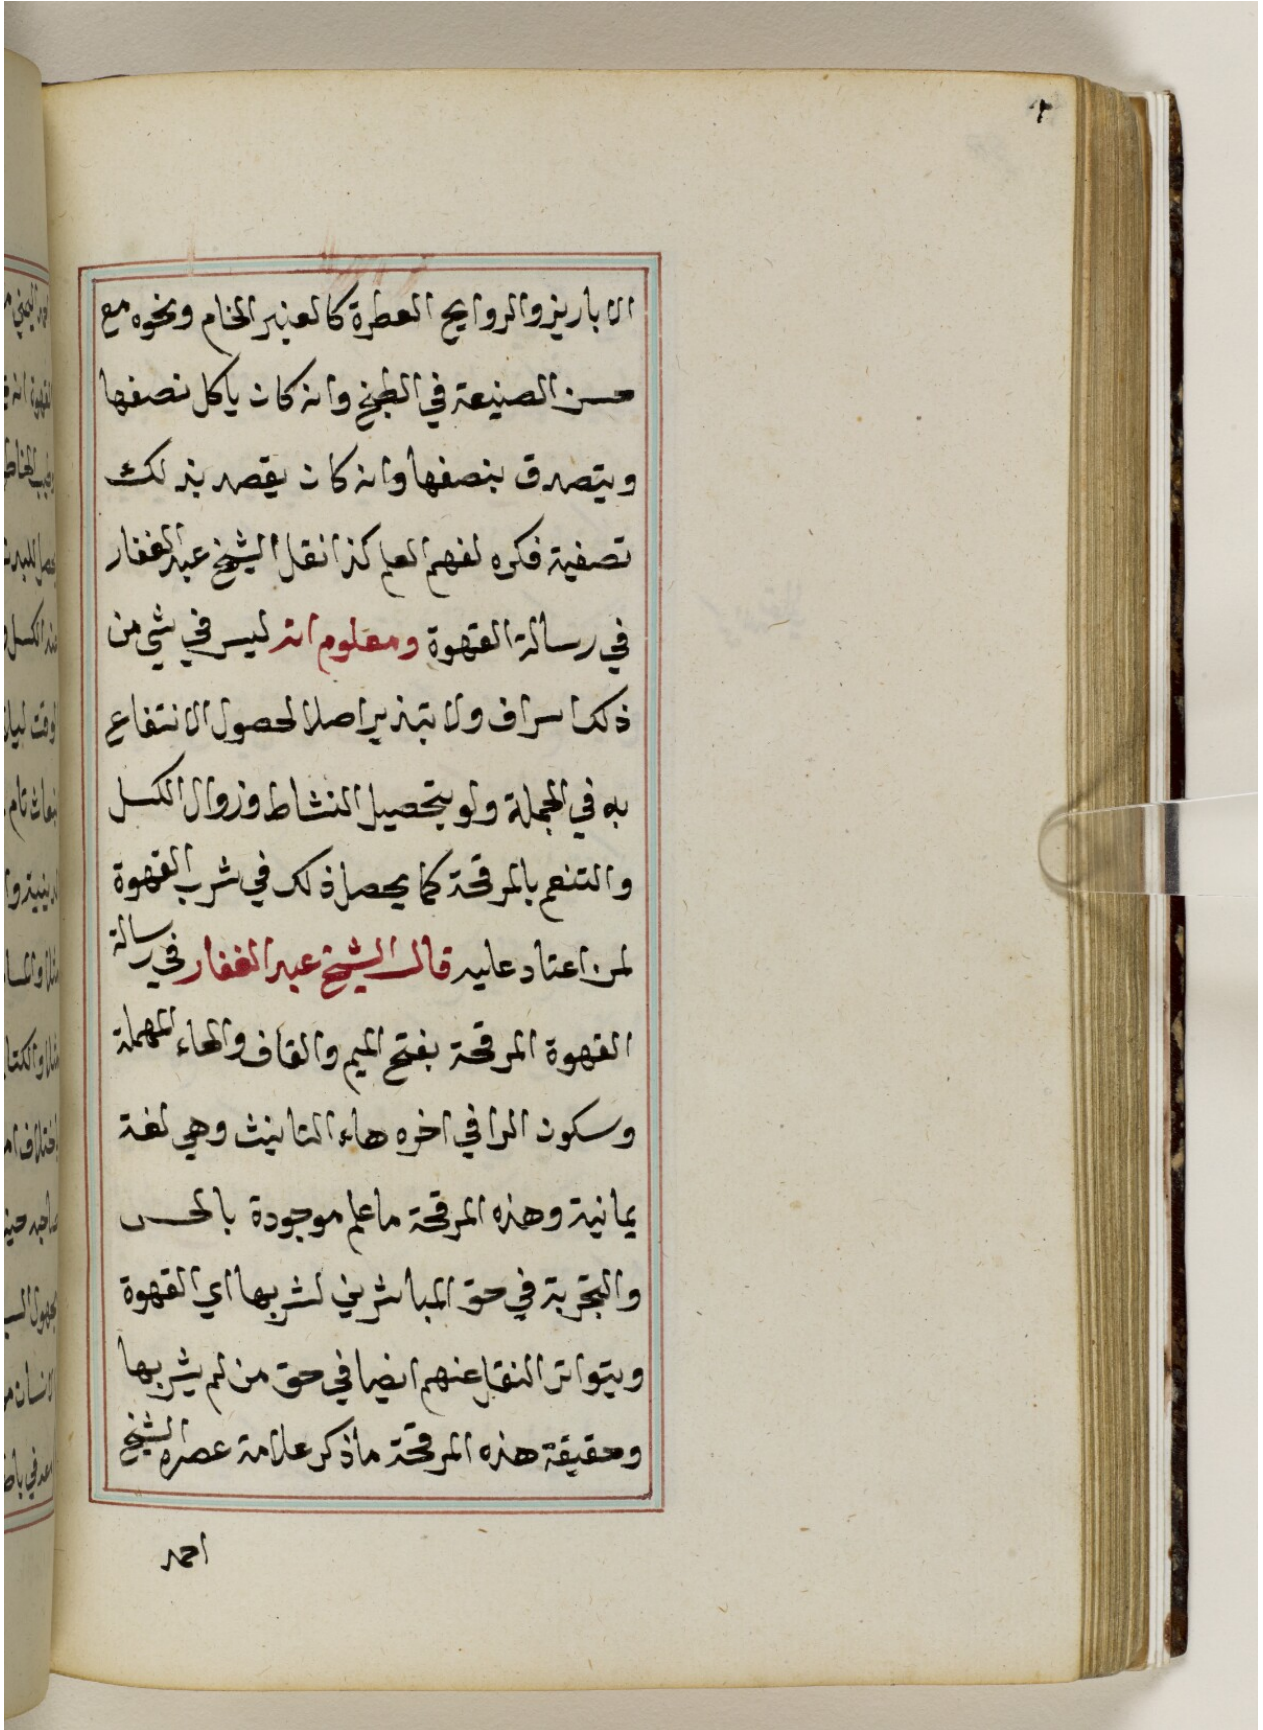 ٢
الابازيز والروايح العطرة كالعنبر الخام ونحوه مع
حسن الصنيعة في الطبخ وانه كان ياكل نصفها
ويتصدق بنصفها وانه كان يقصد بذلك
تصفية فكره لفهم العلم كذا نقل الشيخ عبد الغفار
في رسالة القهوة ومعلوم انه ليس في شي من
ذلك اسراف ولا تبذير اصلا لحصول الانتفاع
به في الجملة ولو بتحصيل النشاط وزوال الكسل
والتنعم بالمرقحة كما يحصل ذلك في شرب القهوة
لمن اعتاد عليه قال الشيخ عبد الغفار في رسالة
القهوة المرقحة بفتح الميم والقاف والحاء المهملة
وسكون الرا في اخره هاء التانيث وهي لغة
يمانية وهذه المرقحة ما علم موجودة بالحس
والتجربة في حق المباشرين لشربها اي القهوة
وبتواتر النقل عنهم ايضا في حق من لم يشربها
وحقيقة هذه المرقحة ما ذكر علامة عصره الشيخ
احمد